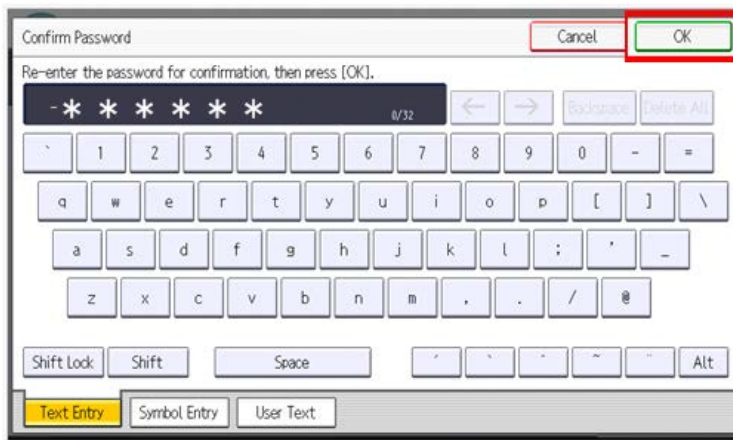 Confirm Password Cancel OK
Re-enter the password for confirmation, then press [OK].
-* * * * * * 0/32 ← → Backspace Delete All
` 1 2 3 4 5 6 7 8 9 0 - =
q w e r t y u i o p [ ] \
a s d f g h j k l ; ' _
z x c v b n m , . / @
Shift Lock Shift Space ´ ` ^ ~ ¨ Alt
Text Entry Symbol Entry User Text